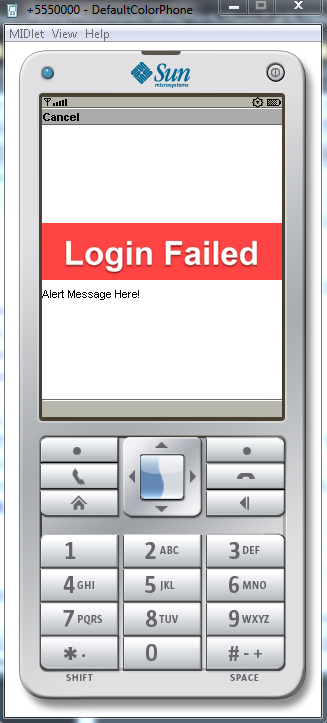 +5550000 - DefaultColorPhone
MIDlet View Help
Sun
microsystems
Cancel
Login Failed
Alert Message Here!
1 2 ABC 3 DEF
4 GHI 5 JKL 6 MNO
7 PQRS 8 TUV 9 WXYZ
* . 0 # - +
SHIFT SPACE